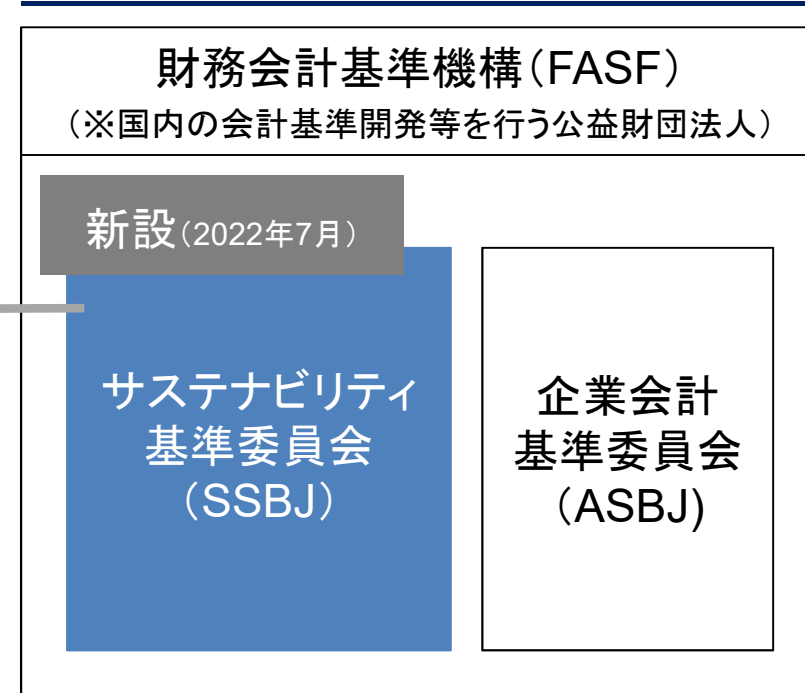 財務会計基準機構（FASF）
（※国内の会計基準開発等を行う公益財団法人）
新設（2022年7月）
サステナビリティ
基準委員会
（SSBJ）
企業会計
基準委員会
（ASBJ)